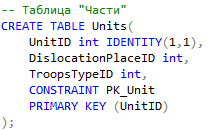 -- Таблица "Части"
CREATE TABLE Units(
UnitID int IDENTITY(1,1),
DislocationPlaceID int,
TroopsTypeID int,
CONSTRAINT PK_Unit
PRIMARY KEY (UnitID)
);